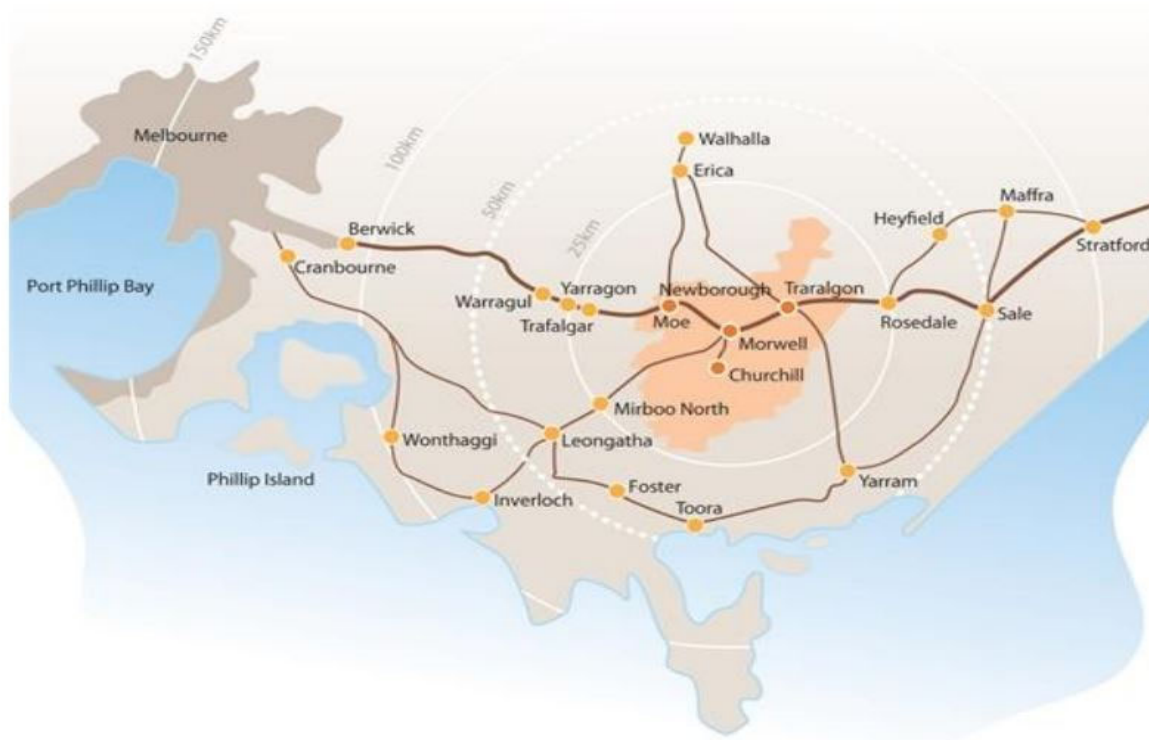 150km
Melbourne
100km
Walhalla
Erica
50km
Maffra
Heyfield
Berwick
25km
Stratford
Cranbourne
Port Phillip Bay
Yarragon
Newborough
Traralgon
Warragul
Trafalgar
Moe
Rosedale
Sale
Morwell
Churchill
Mirboo North
Wonthaggi
Leongatha
Phillip Island
Inverloch
Foster
Yarram
Toora